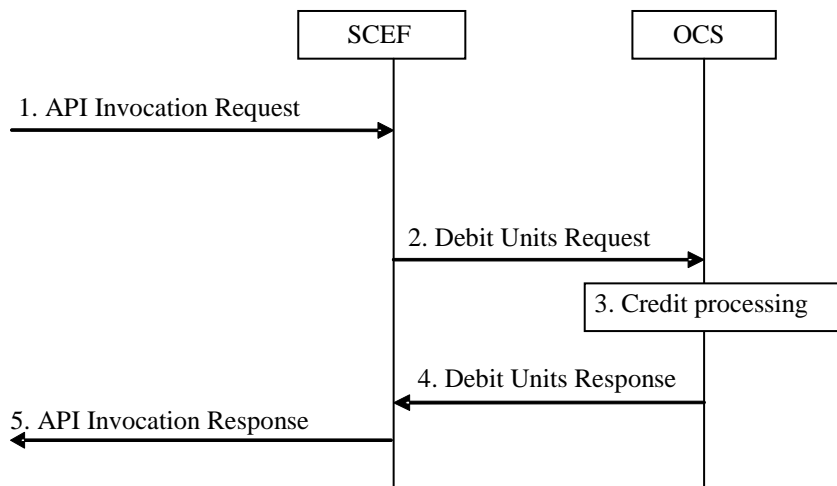 SCEF
OCS
1. API Invocation Request
2. Debit Units Request
3. Credit processing
4. Debit Units Response
5. API Invocation Response